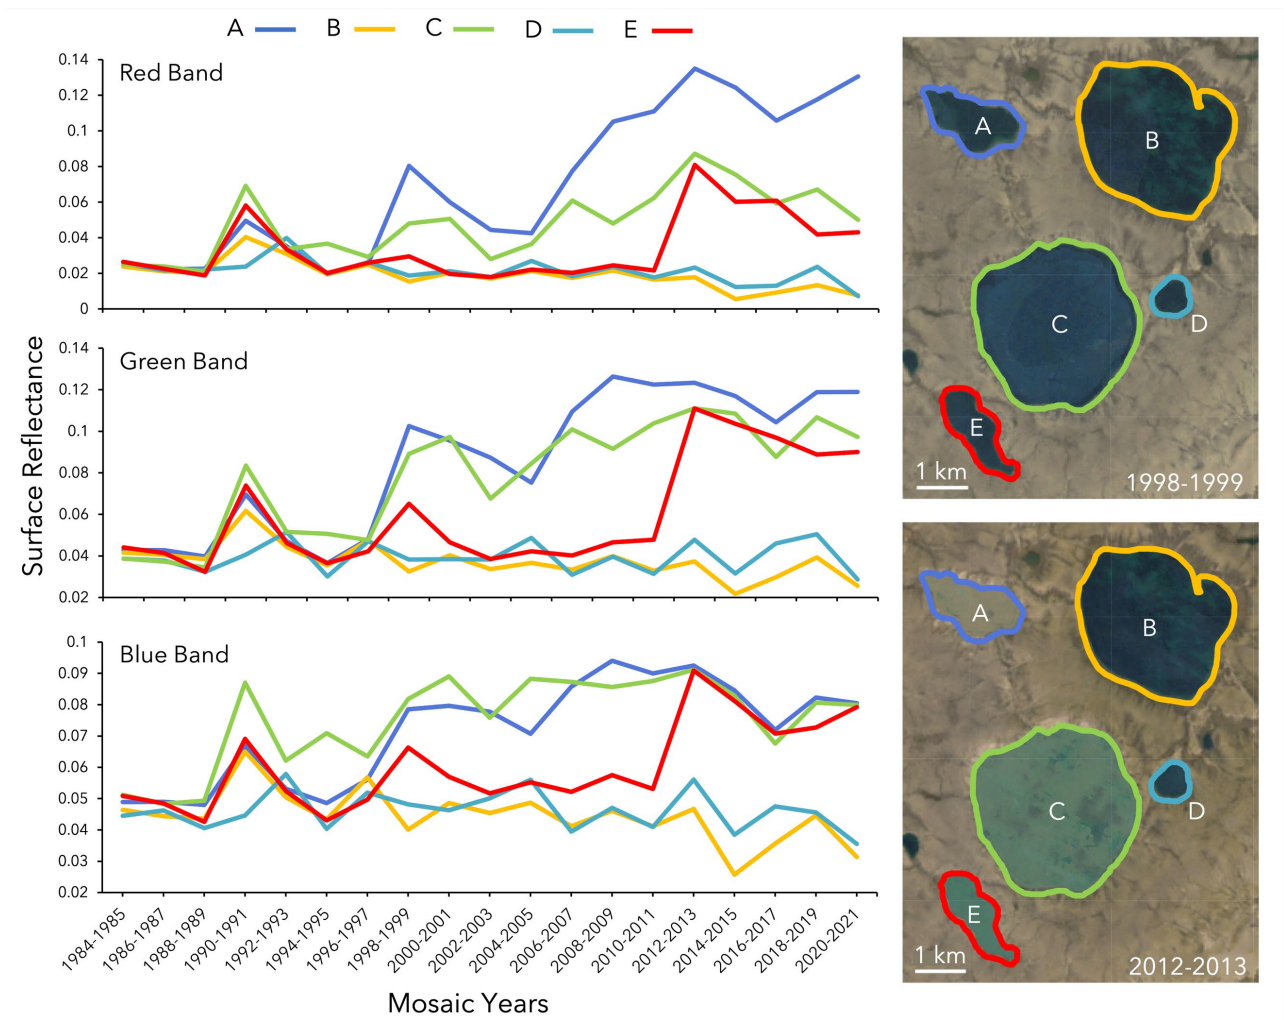 A B C D E
Red Band
0.14
0.12
0.1
0.08
0.06
0.04
0.02
0
Green Band
0.14
0.12
0.1
0.08
0.06
0.04
0.02
Blue Band
0.1
0.09
0.08
0.07
0.06
0.05
0.04
0.03
0.02
Surface Reflectance
1984-1985
1986-1987
1988-1989
1990-1991
1992-1993
1994-1995
1996-1997
1998-1999
2000-2001
2002-2003
2004-2005
2006-2007
2008-2009
2010-2011
2012-2013
2014-2015
2016-2017
2018-2019
2020-2021
Mosaic Years
A
B
C
D
E
1 km
1998-1999
A
B
C
D
E
1 km
2012-2013